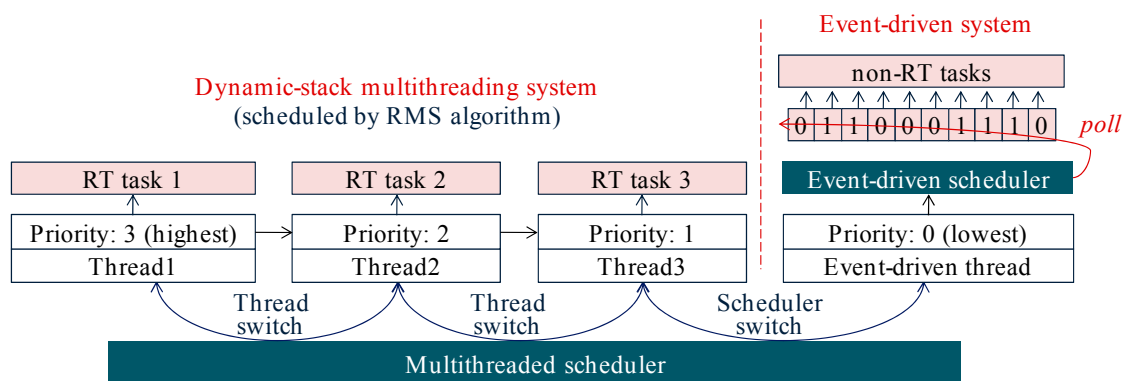 Event-driven system
non-RT tasks
Dynamic-stack multithreading system
(scheduled by RMS algorithm)
0 1 1 0 0 0 1 1 1 0
poll
RT task 1
RT task 2
RT task 3
Event-driven scheduler
Priority: 3 (highest)
Priority: 2
Priority: 1
Priority: 0 (lowest)
Thread1
Thread2
Thread3
Event-driven thread
Thread
switch
Thread
switch
Scheduler
switch
Multithreaded scheduler